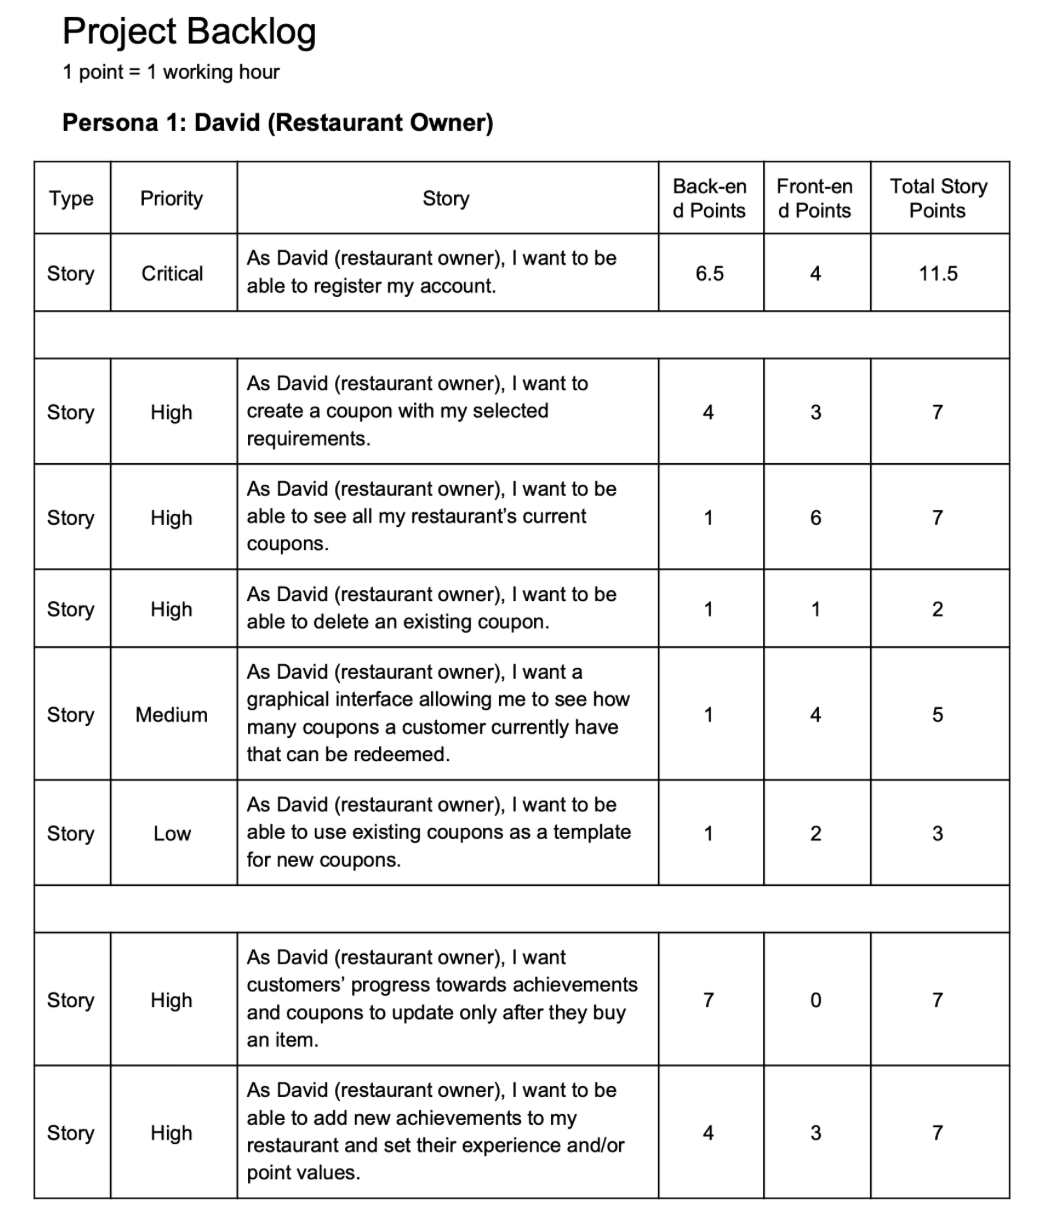 Project Backlog
1 point = 1 working hour
Persona 1: David (Restaurant Owner)
Type Priority Story Back-en Front-en Total Story
d Points d Points Points
Story Critical As David (restaurant owner), I want to be 6.5 4 11.5
able to register my account.
Story High As David (restaurant owner), I want to 4 3 7
create a coupon with my selected
requirements.
Story High As David (restaurant owner), I want to be 1 6 7
able to see all my restaurant’s current
coupons.
Story High As David (restaurant owner), I want to be 1 1 2
able to delete an existing coupon.
Story Medium As David (restaurant owner), I want a 1 4 5
graphical interface allowing me to see how
many coupons a customer currently have
that can be redeemed.
Story Low As David (restaurant owner), I want to be 1 2 3
able to use existing coupons as a template
for new coupons.
Story High As David (restaurant owner), I want 7 0 7
customers’ progress towards achievements
and coupons to update only after they buy
an item.
Story High As David (restaurant owner), I want to be 4 3 7
able to add new achievements to my
restaurant and set their experience and/or
point values.